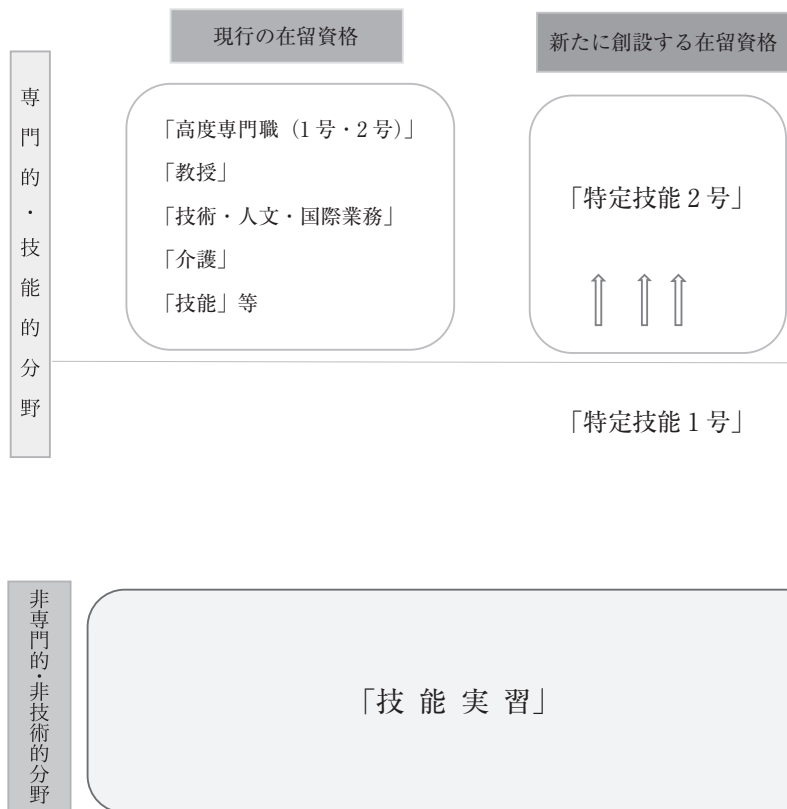 現行の在留資格
新たに創設する在留資格
専門的・技能的分野
「高度専門職（1号・2号）」
「教授」
「技術・人文・国際業務」
「介護」
「技能」等
「特定技能2号」
「特定技能1号」
非専門的・非技術的分野
「技能実習」